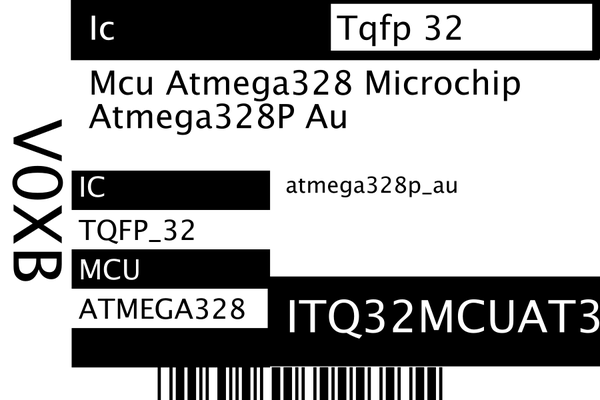 Ic
Tqfp 32
Mcu Atmega328 Microchip
Atmega328P Au
V0XB
IC
atmega328p_au
TQFP_32
MCU
ATMEGA328
ITQ32MCUAT3